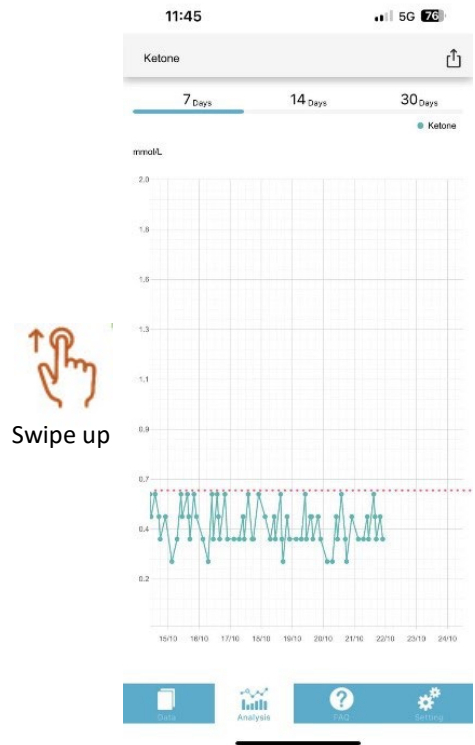 11:45 5G 76
Ketone
7 Days 14 Days 30 Days
Ketone
mmol/L
2.0
1.8
1.6
1.3
1.1
0.9
0.7
0.4
0.2
Swipe up
15/10 16/10 17/10 18/10 19/10 20/10 21/10 22/10 23/10 24/10
Data Analysis FAQ Setting